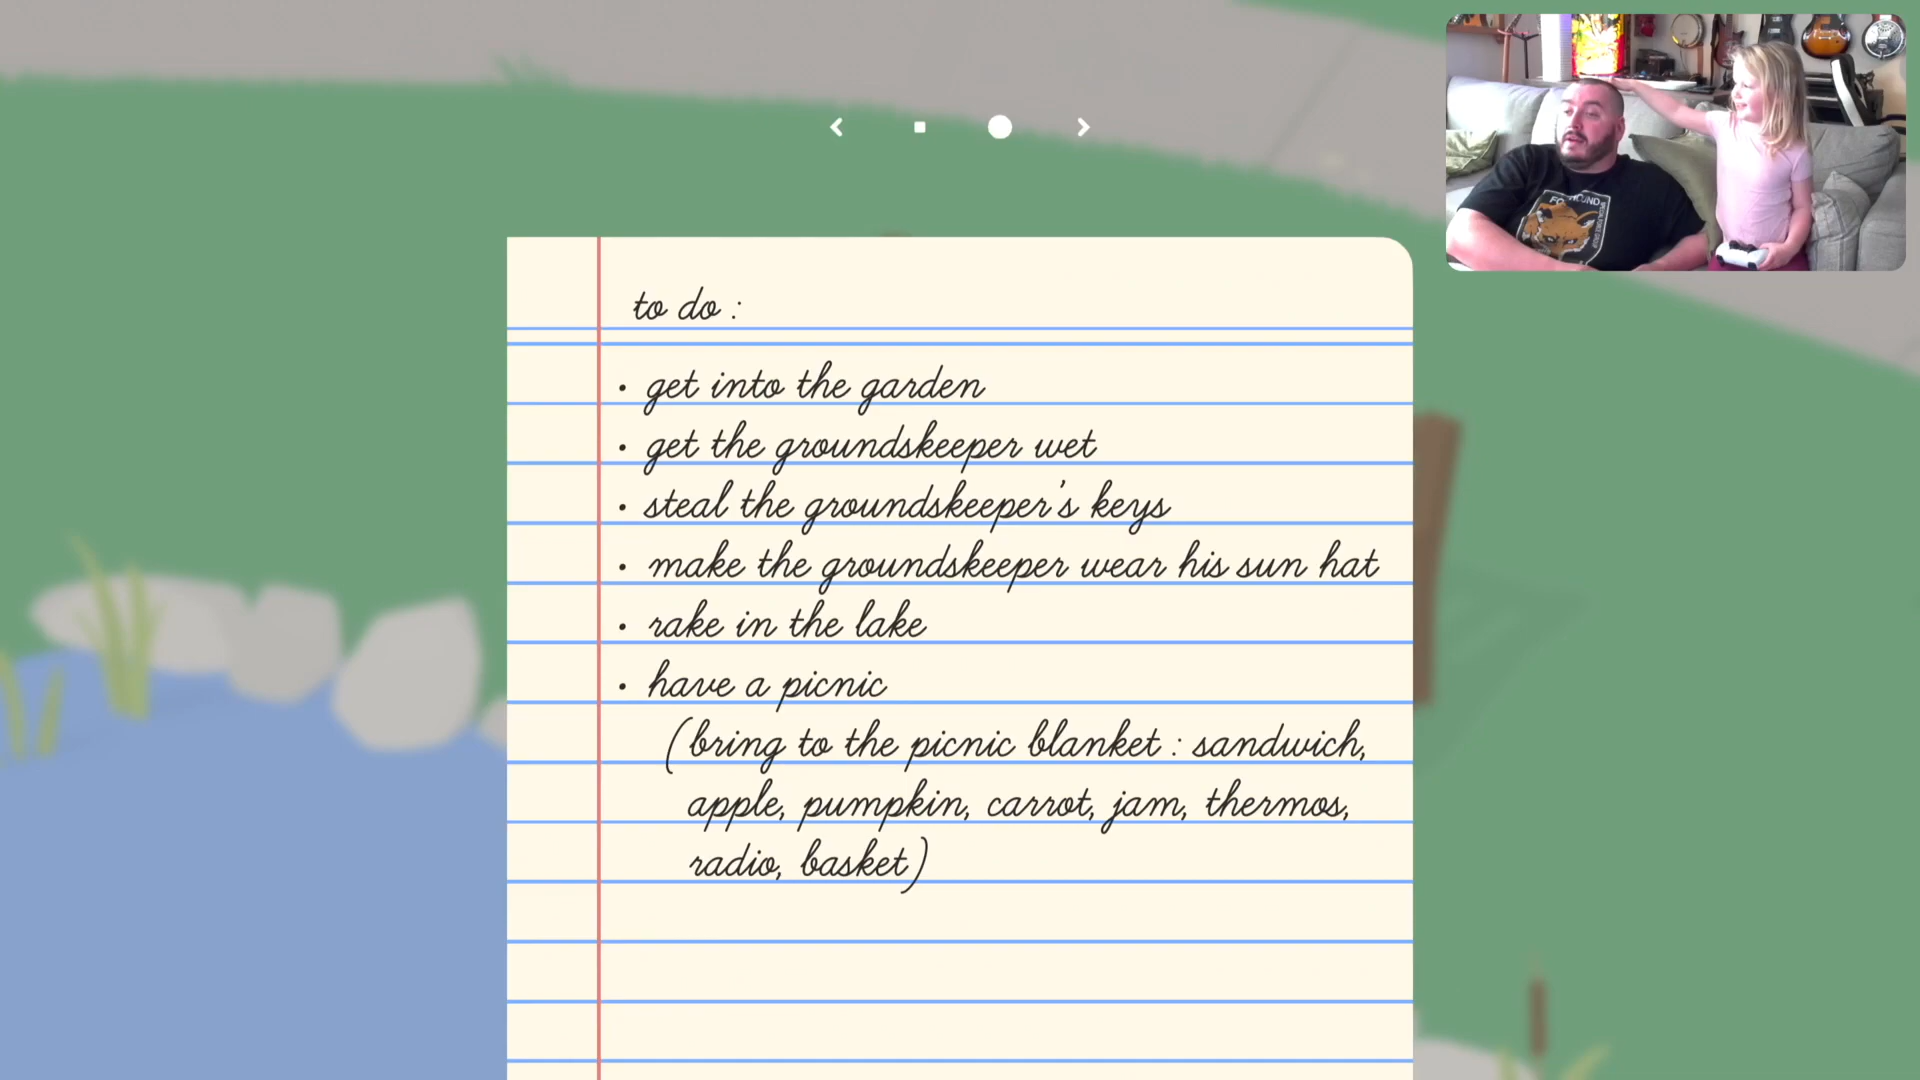 to do :
• get into the garden
• get the groundskeeper wet
• steal the groundskeeper's keys
• make the groundskeeper wear his sun hat
• rake in the lake
• have a picnic
(bring to the picnic blanket : sandwich,
apple, pumpkin, carrot, jam, thermos,
radio, basket)